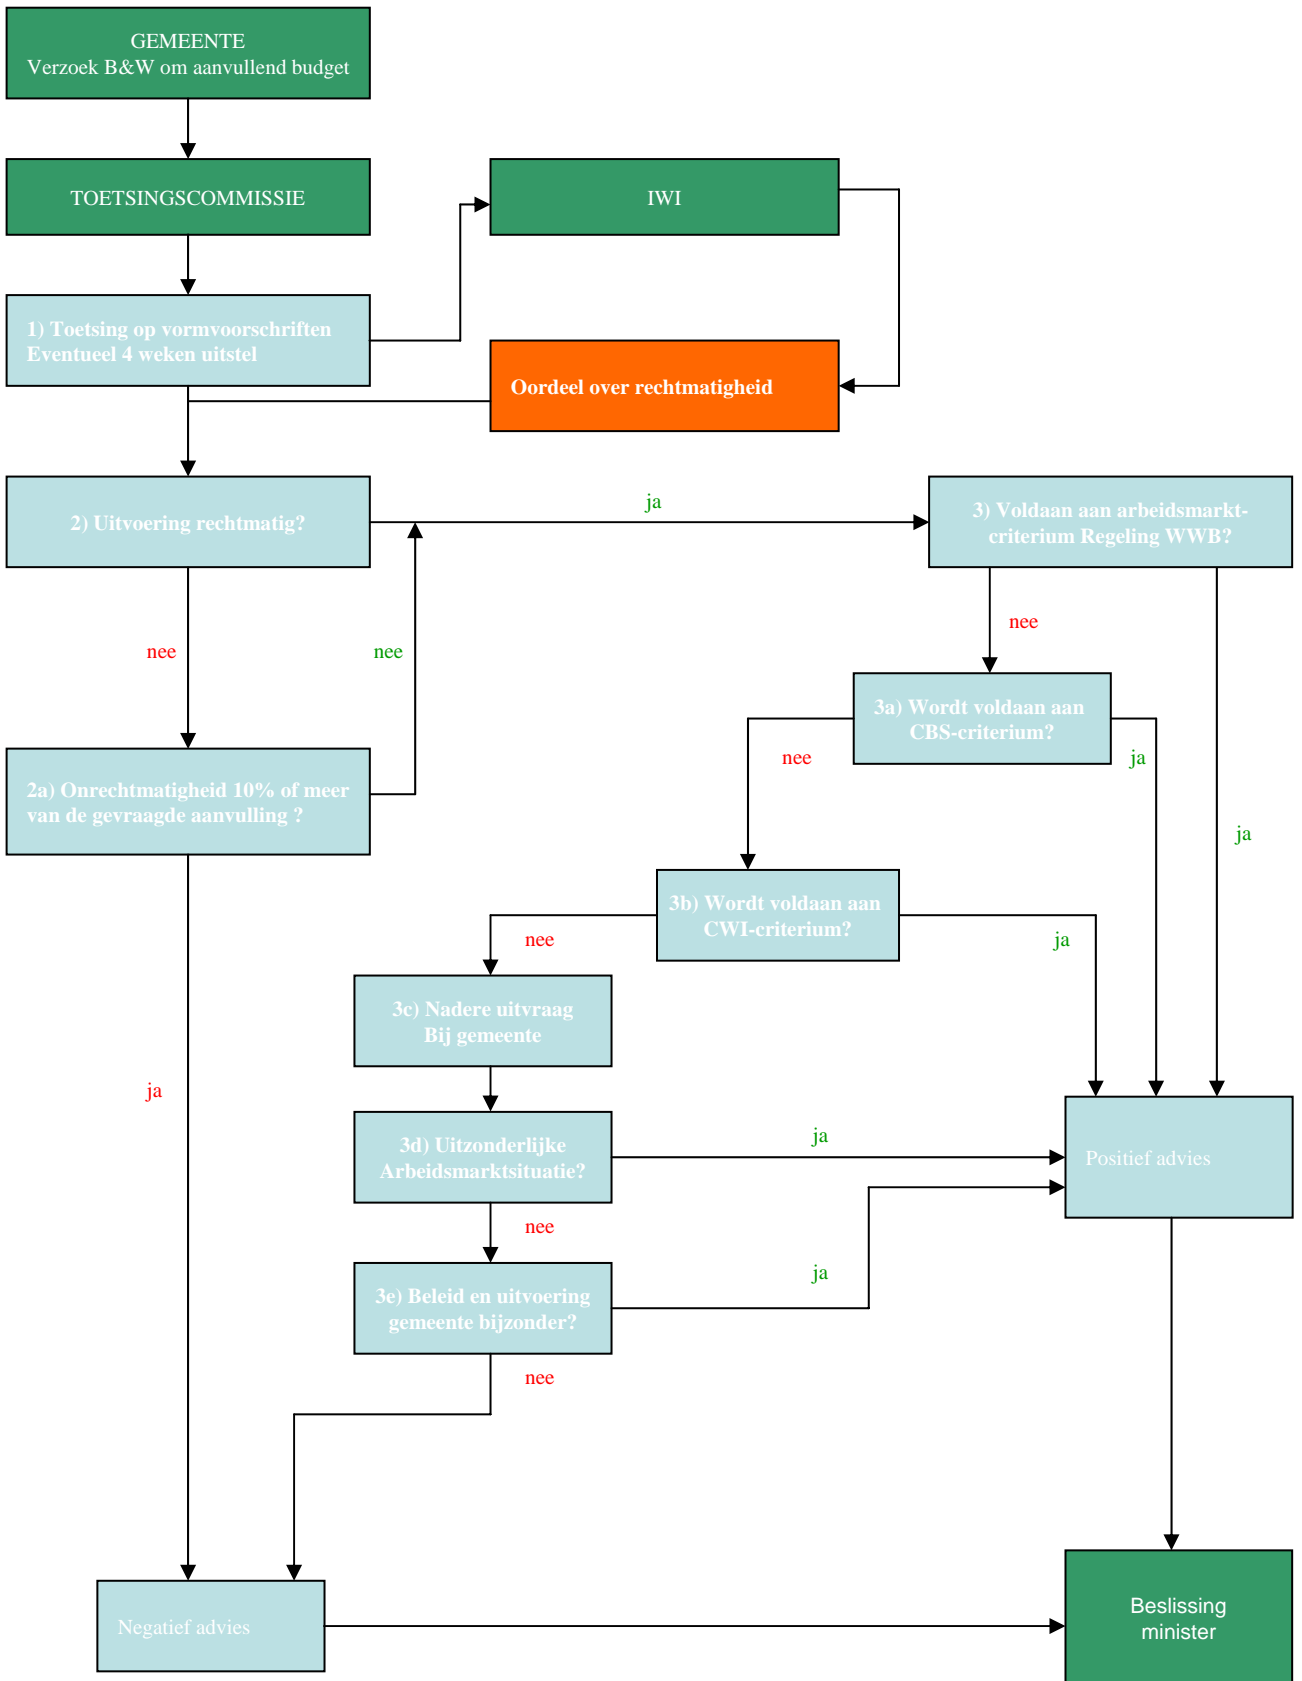 GEMEENTE
Verzoek B&W om aanvullend budget
TOETSINGSCOMMISSIE
IWI
1) Toetsing op vormvoorschriften
Eventueel 4 weken uitstel
Oordeel over rechtmatigheid
2) Uitvoering rechtmatig?
ja
3) Voldaan aan arbeidsmarkt-
criterium Regeling WWB?
nee
nee
nee
3a) Wordt voldaan aan
CBS-criterium?
nee
ja
2a) Onrechtmatigheid 10% of meer
van de gevraagde aanvulling ?
ja
3b) Wordt voldaan aan
CWI-criterium?
nee
ja
3c) Nadere uitvraag
Bij gemeente
ja
3d) Uitzonderlijke
Arbeidsmarktsituatie?
ja
Positief advies
nee
3e) Beleid en uitvoering
gemeente bijzonder?
ja
nee
Negatief advies
Beslissing
minister